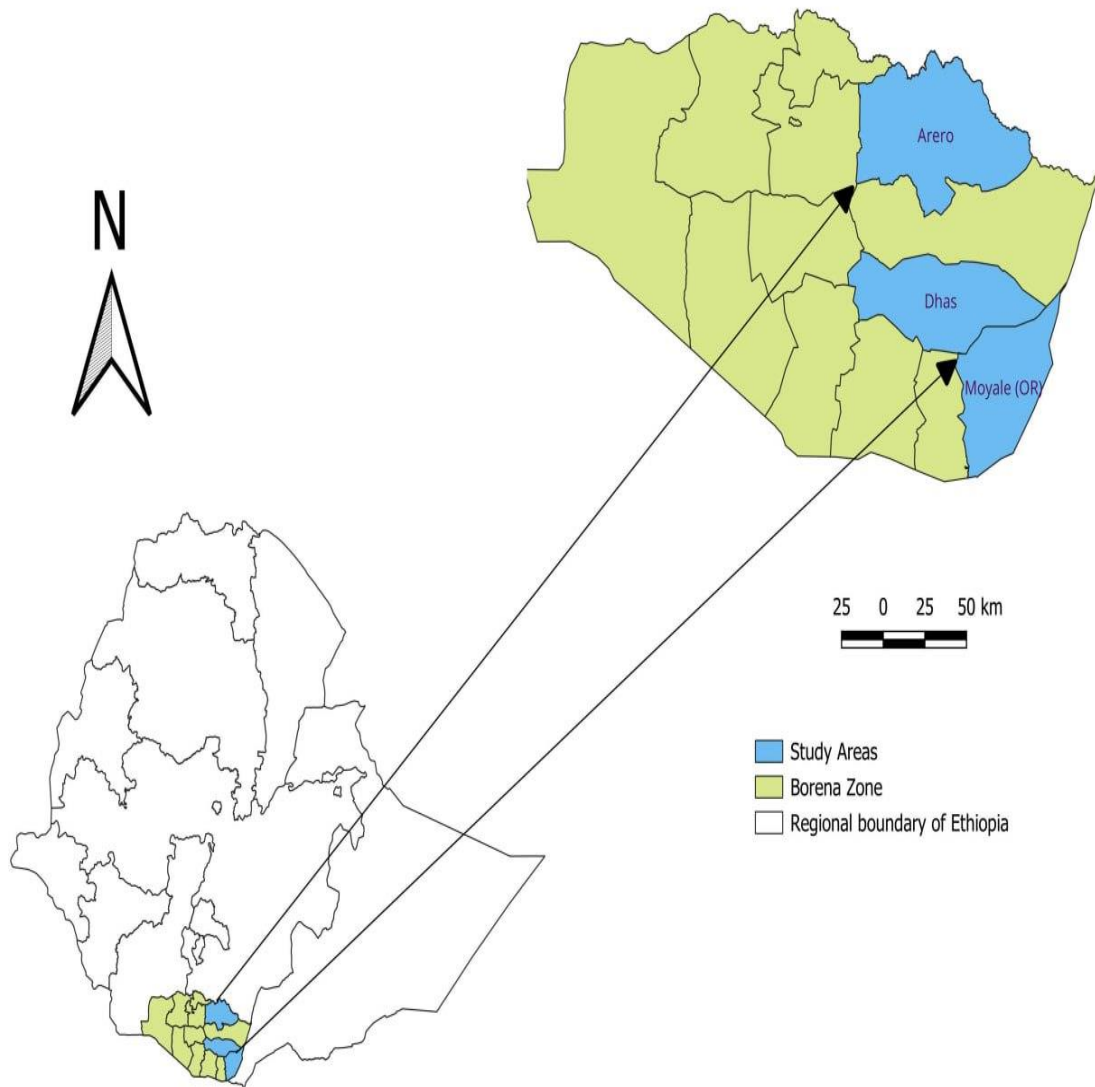 N
Arero
Dhas
Moyale (OR)
25 0 25 50 km
Study Areas
Borena Zone
Regional boundary of Ethiopia